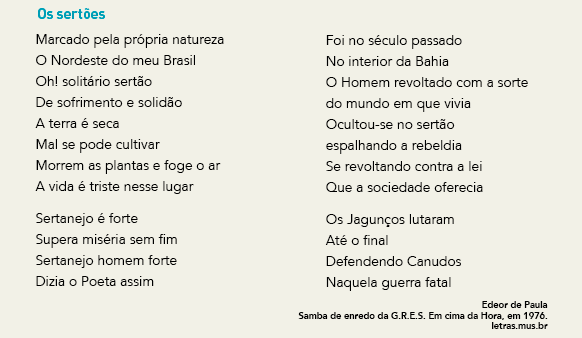 Os sertões
Marcado pela própria natureza
O Nordeste do meu Brasil
Oh! solitário sertão
De sofrimento e solidão
A terra é seca
Mal se pode cultivar
Morrem as plantas e foge o ar
A vida é triste nesse lugar
Sertanejo é forte
Supera miséria sem fim
Sertanejo homem forte
Dizia o Poeta assim
Foi no século passado
No interior da Bahia
O Homem revoltado com a sorte
do mundo em que vivia
Ocultou-se no sertão
espalhando a rebeldia
Se revoltando contra a lei
Que a sociedade oferecia
Os Jagunços lutaram
Até o final
Defendendo Canudos
Naquela guerra fatal
Edeor de Paula
Samba de enredo da G.R.E.S. Em cima da Hora, em 1976.
letras.mus.br